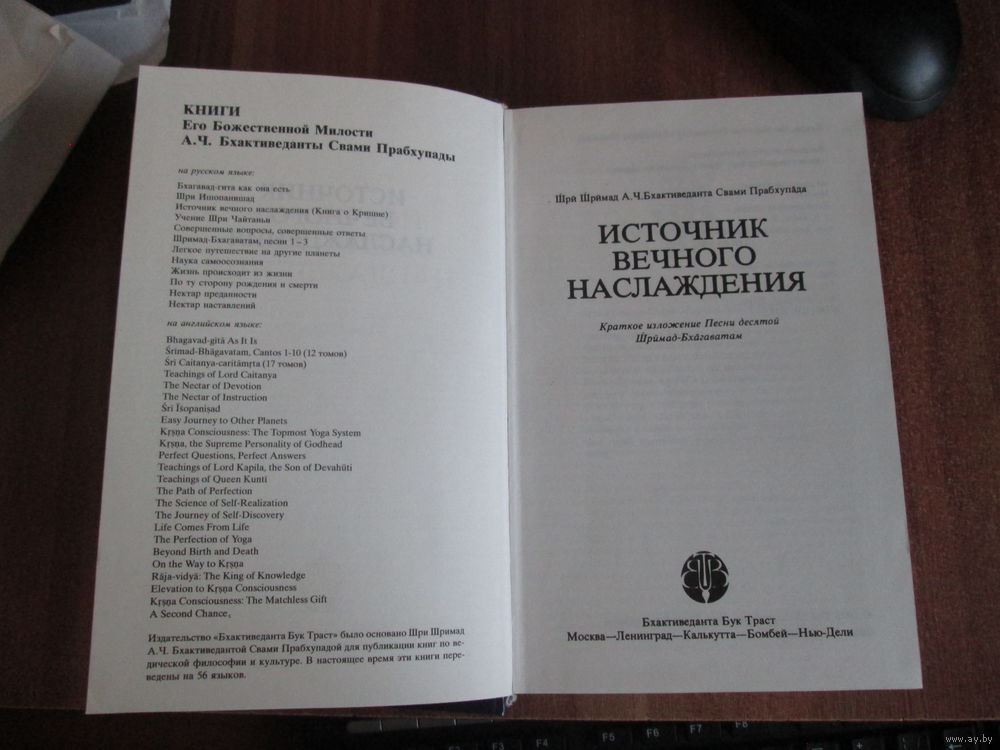 КНИГИ
Его Божественной Милости
А.Ч. Бхактиведанты Свами Прабхупады
на русском языке:
Бхагавад-гита как она есть
Шри Ишопанишад
Источник вечного наслаждения (Книга о Кришне)
Учение Шри Чайтаньи
Совершенные вопросы, совершенные ответы
Шримад-Бхагаватам, песни 1–3
Легкое путешествие на другие планеты
Наука самоосознания
Жизнь происходит из жизни
По ту сторону рождения и смерти
Нектар преданности
Нектар наставлений
на английском языке:
Bhagavad-gītā As It Is
Śrīmad-Bhāgavatam, Cantos 1-10 (12 томов)
Śrī Caitanya-caritāmṛta (17 томов)
Teachings of Lord Caitanya
The Nectar of Devotion
The Nectar of Instruction
Śrī Īśopaniṣad
Easy Journey to Other Planets
Kṛṣṇa Consciousness: The Topmost Yoga System
Kṛṣṇa, the Supreme Personality of Godhead
Perfect Questions, Perfect Answers
Teachings of Lord Kapila, the Son of Devahūti
Teachings of Queen Kuntī
The Path of Perfection
The Science of Self-Realization
The Journey of Self-Discovery
Life Comes From Life
The Perfection of Yoga
Beyond Birth and Death
On the Way to Kṛṣṇa
Rāja-vidyā: The King of Knowledge
Elevation to Kṛṣṇa Consciousness
Kṛṣṇa Consciousness: The Matchless Gift
A Second Chance
Издательство «Бхактиведанта Бук Траст» было основано Шри Шримад
А.Ч. Бхактиведантой Свами Прабхупадой для публикации книг по ве-
дической философии и культуре. В настоящее время эти книги пере-
ведены на 56 языков.
Шрӣ Шрӣмад А.Ч.Бхактиведанта Свами Прабхупа̄да
ИСТОЧНИК
ВЕЧНОГО
НАСЛАЖДЕНИЯ
Краткое изложение Песни десятой
Шрӣмад-Бха̄гаватам
Бхактиведанта Бук Траст
Москва—Ленинград—Калькутта—Бомбей—Нью-Дели
F3 F4 F5 F6 F7 F8
www.ay.by